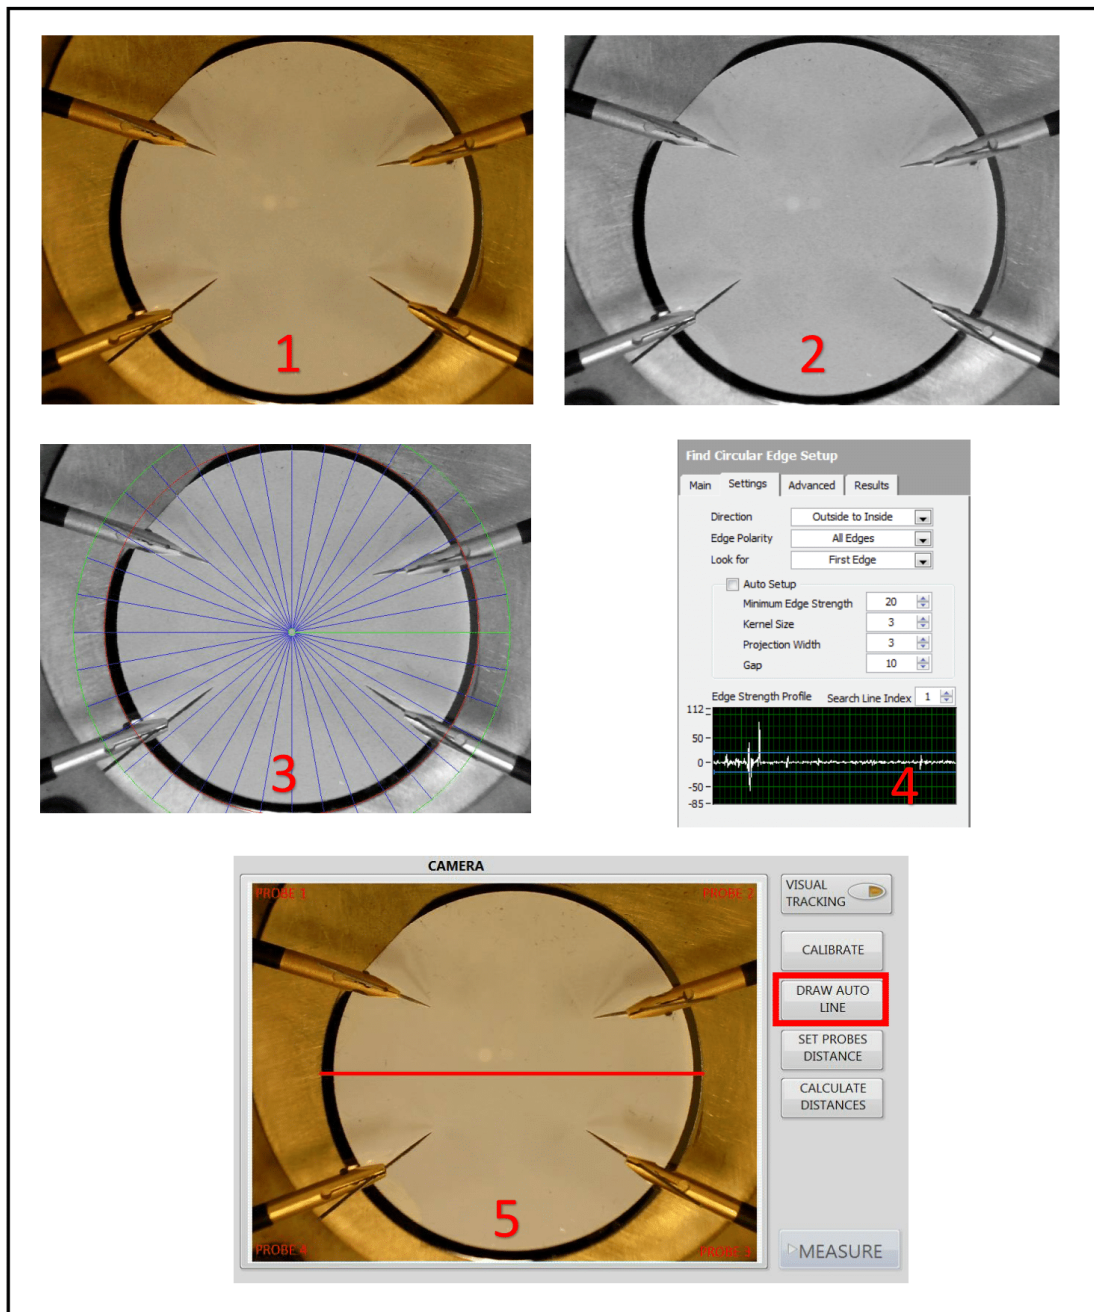 1
2
3
Find Circular Edge Setup
Main Settings Advanced Results
Direction Outside to Inside
Edge Polarity All Edges
Look for First Edge
Auto Setup
Minimum Edge Strength 20
Kernel Size 3
Projection Width 3
Gap 10
Edge Strength Profile Search Line Index 1
112
50
0
-50
-85
4
CAMERA
PROBE 1 PROBE 2
VISUAL
TRACKING
CALIBRATE
DRAW AUTO
LINE
SET PROBES
DISTANCE
CALCULATE
DISTANCES
5
PROBE 4 PROBE 3
MEASURE